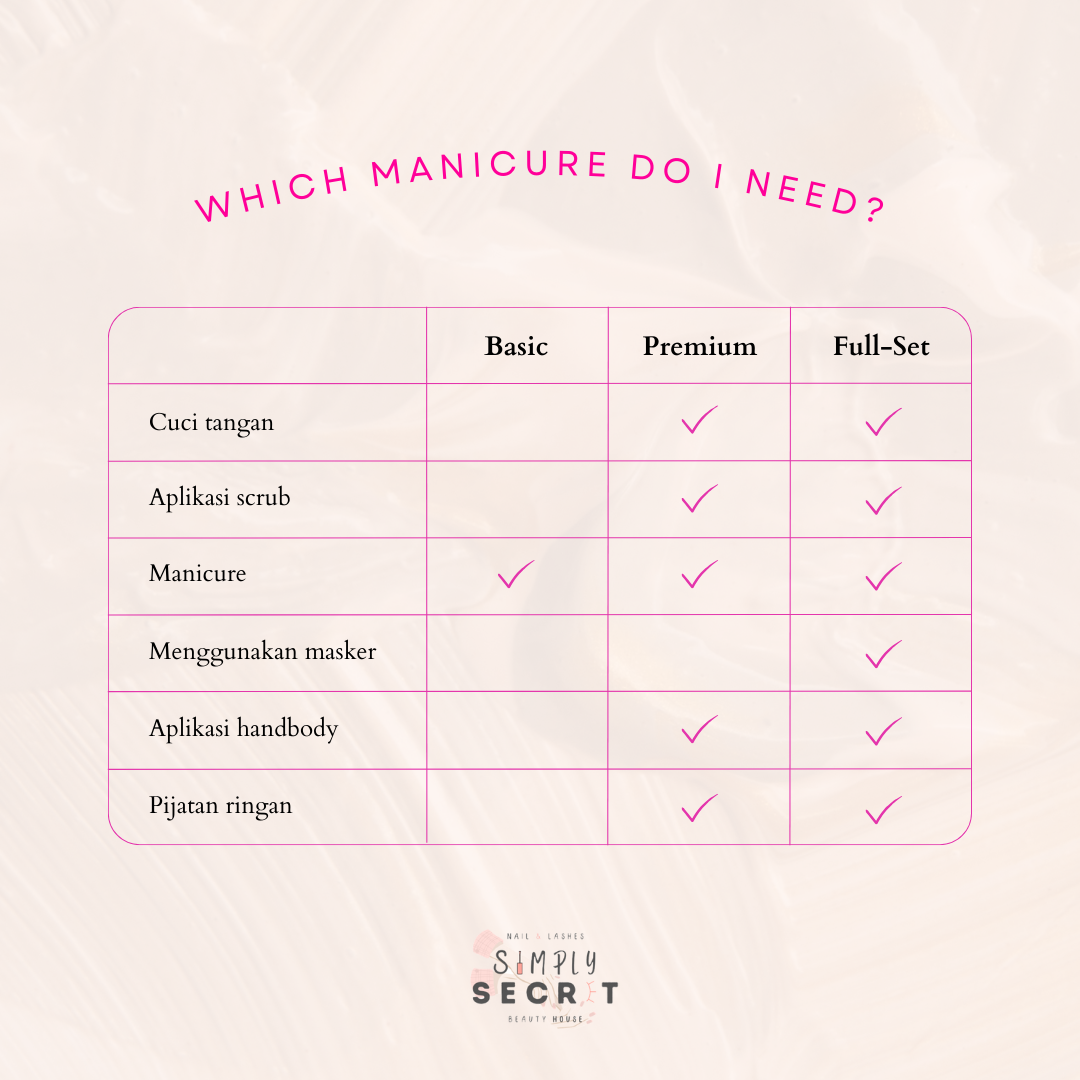 WHICH MANICURE DO I NEED?
Basic Premium Full-Set
Cuci tangan ✓ ✓
Aplikasi scrub ✓ ✓
Manicure ✓ ✓ ✓
Menggunakan masker ✓
Aplikasi handbody ✓ ✓
Pijatan ringan ✓ ✓
NAIL & LASHES
SIMPLY
SECRET
BEAUTY HOUSE